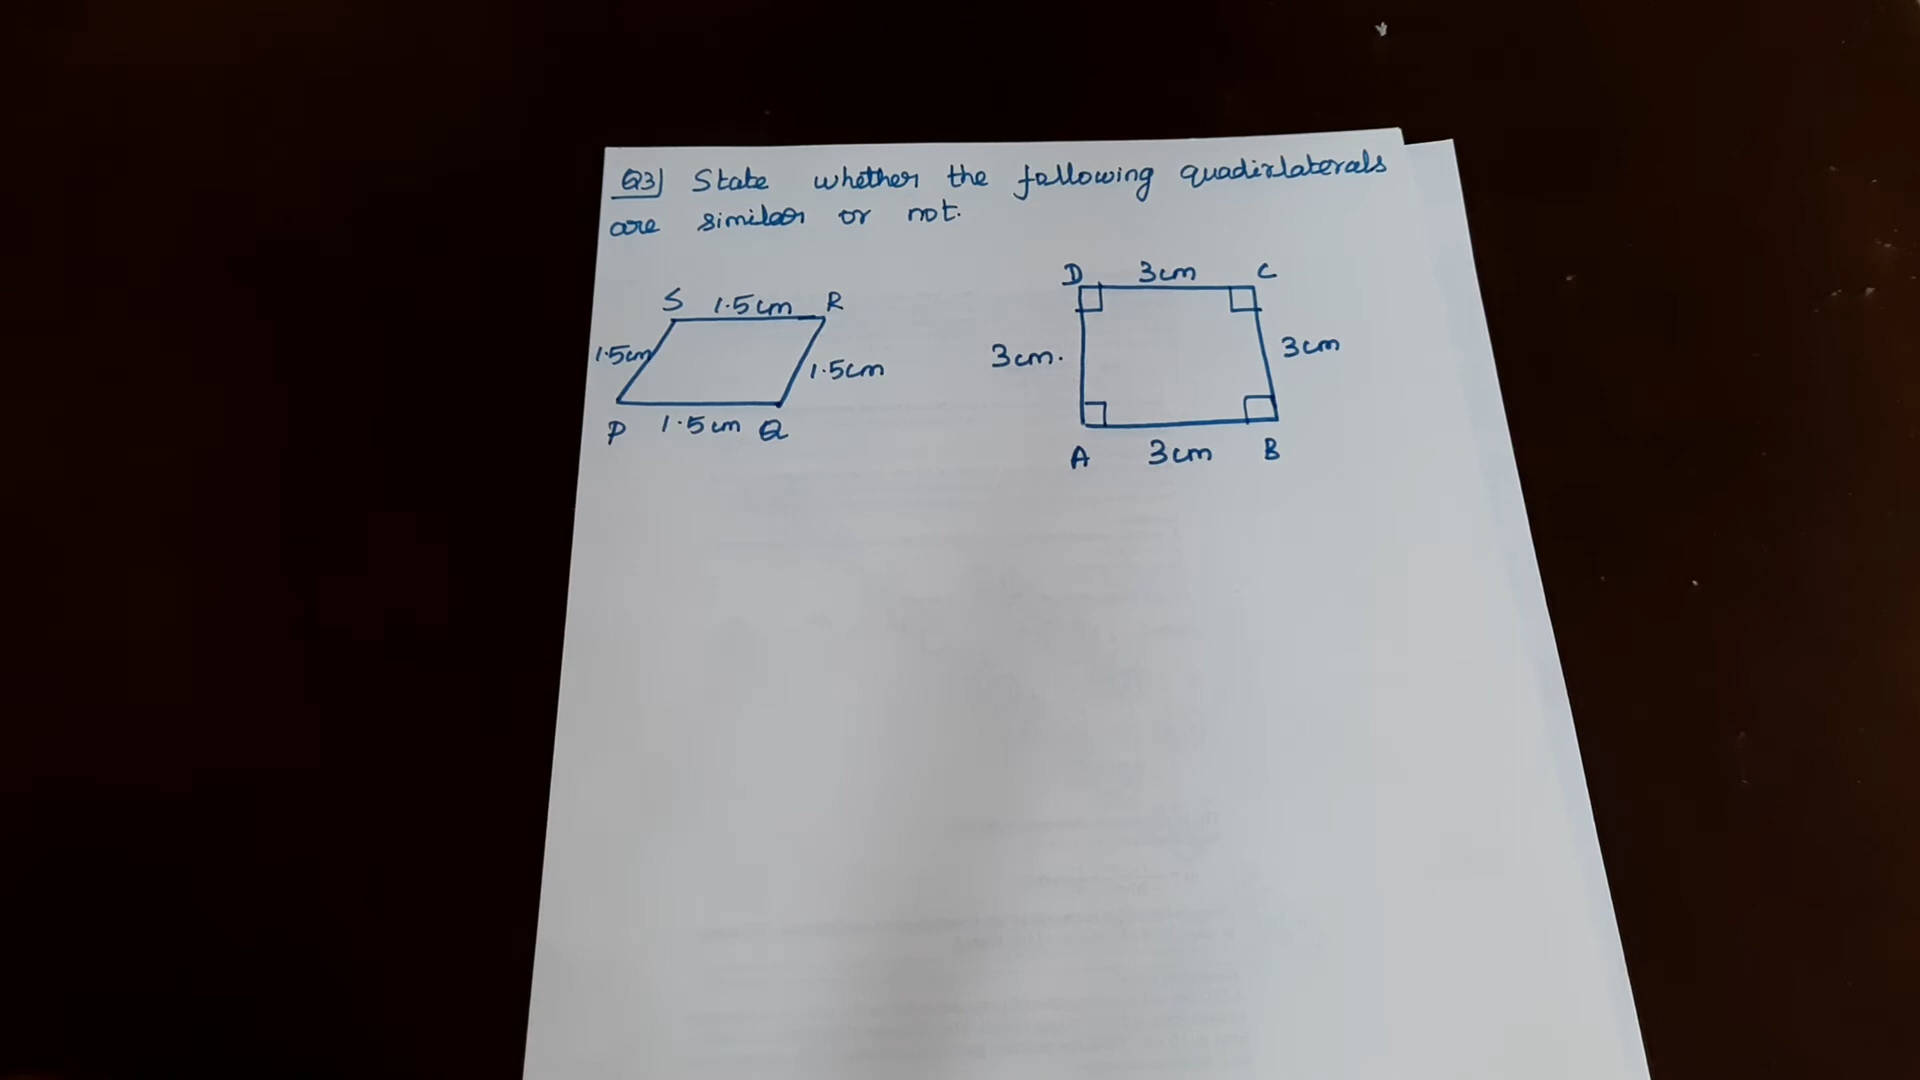 Q3) State whether the following quadirlaterals
are similar or not.
S 1.5cm R
1.5cm
1.5cm
P 1.5cm Q
D 3cm C
3cm.
3cm
A 3cm B